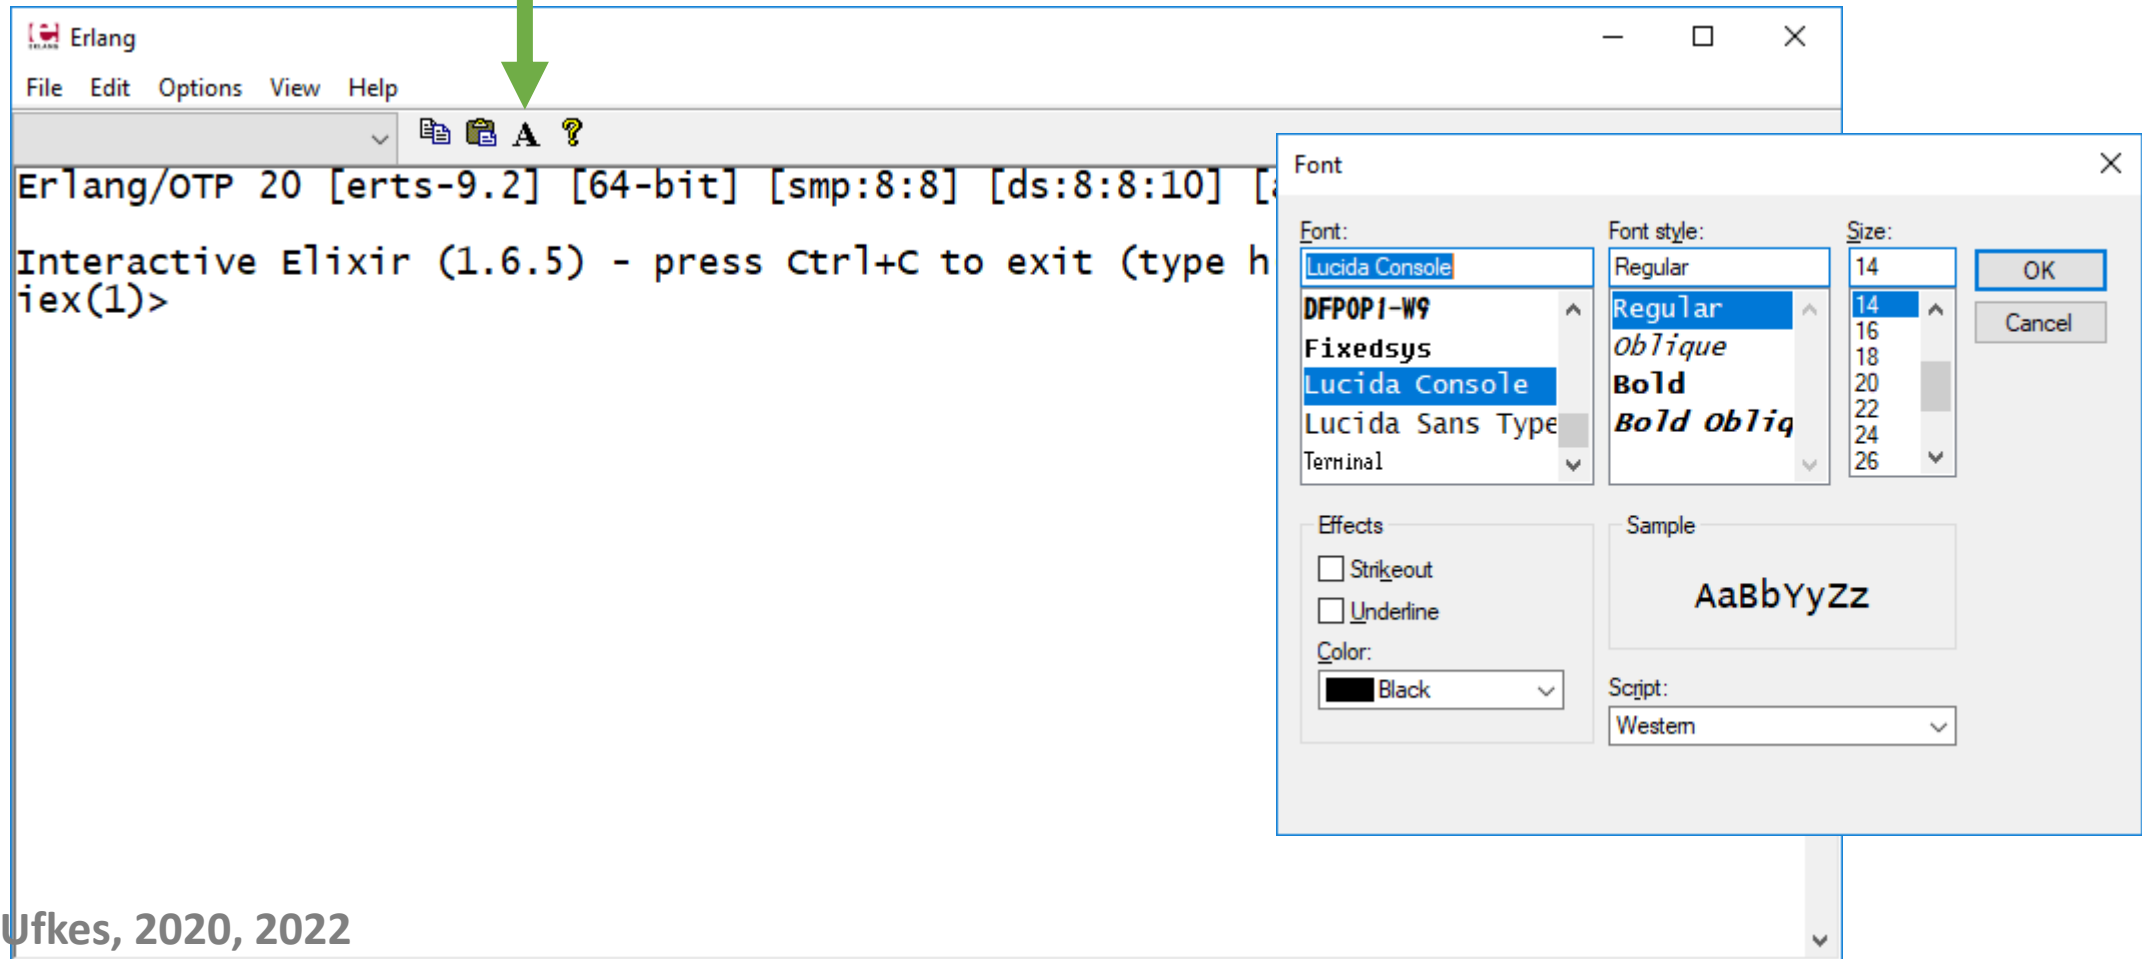 Erlang
File Edit Options View Help
A ?
Erlang/OTP 20 [erts-9.2] [64-bit] [smp:8:8] [ds:8:8:10] [
Interactive Elixir (1.6.5) - press Ctrl+C to exit (type h
iex(1)>
Font
Font:
Lucida Console
DFPOP1-W9
Fixedsys
Lucida Console
Lucida Sans Type
Terminal
Font style:
Regular
Regular
Oblique
Bold
Bold Obliq
Size:
14
14
16
18
20
22
24
26
OK
Cancel
Effects
Strikeout
Underline
Color:
Black
Sample
AaBbYyZz
Script:
Western
Ufkes, 2020, 2022